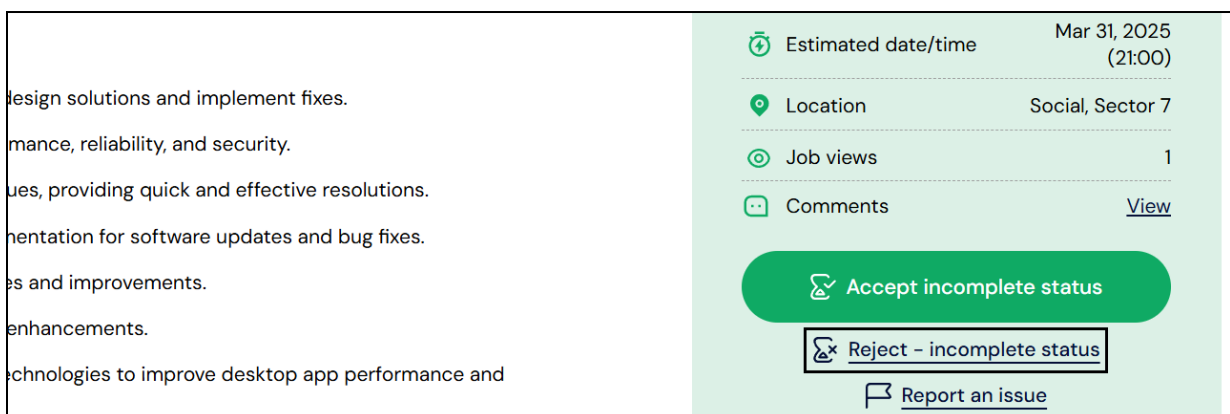 design solutions and implement fixes.
mance, reliability, and security.
ues, providing quick and effective resolutions.
mentation for software updates and bug fixes.
es and improvements.
enhancements.
echnologies to improve desktop app performance and
Estimated date/time
Mar 31, 2025
(21:00)
Location
Social, Sector 7
Job views
1
Comments
View
Accept incomplete status
Reject – incomplete status
Report an issue